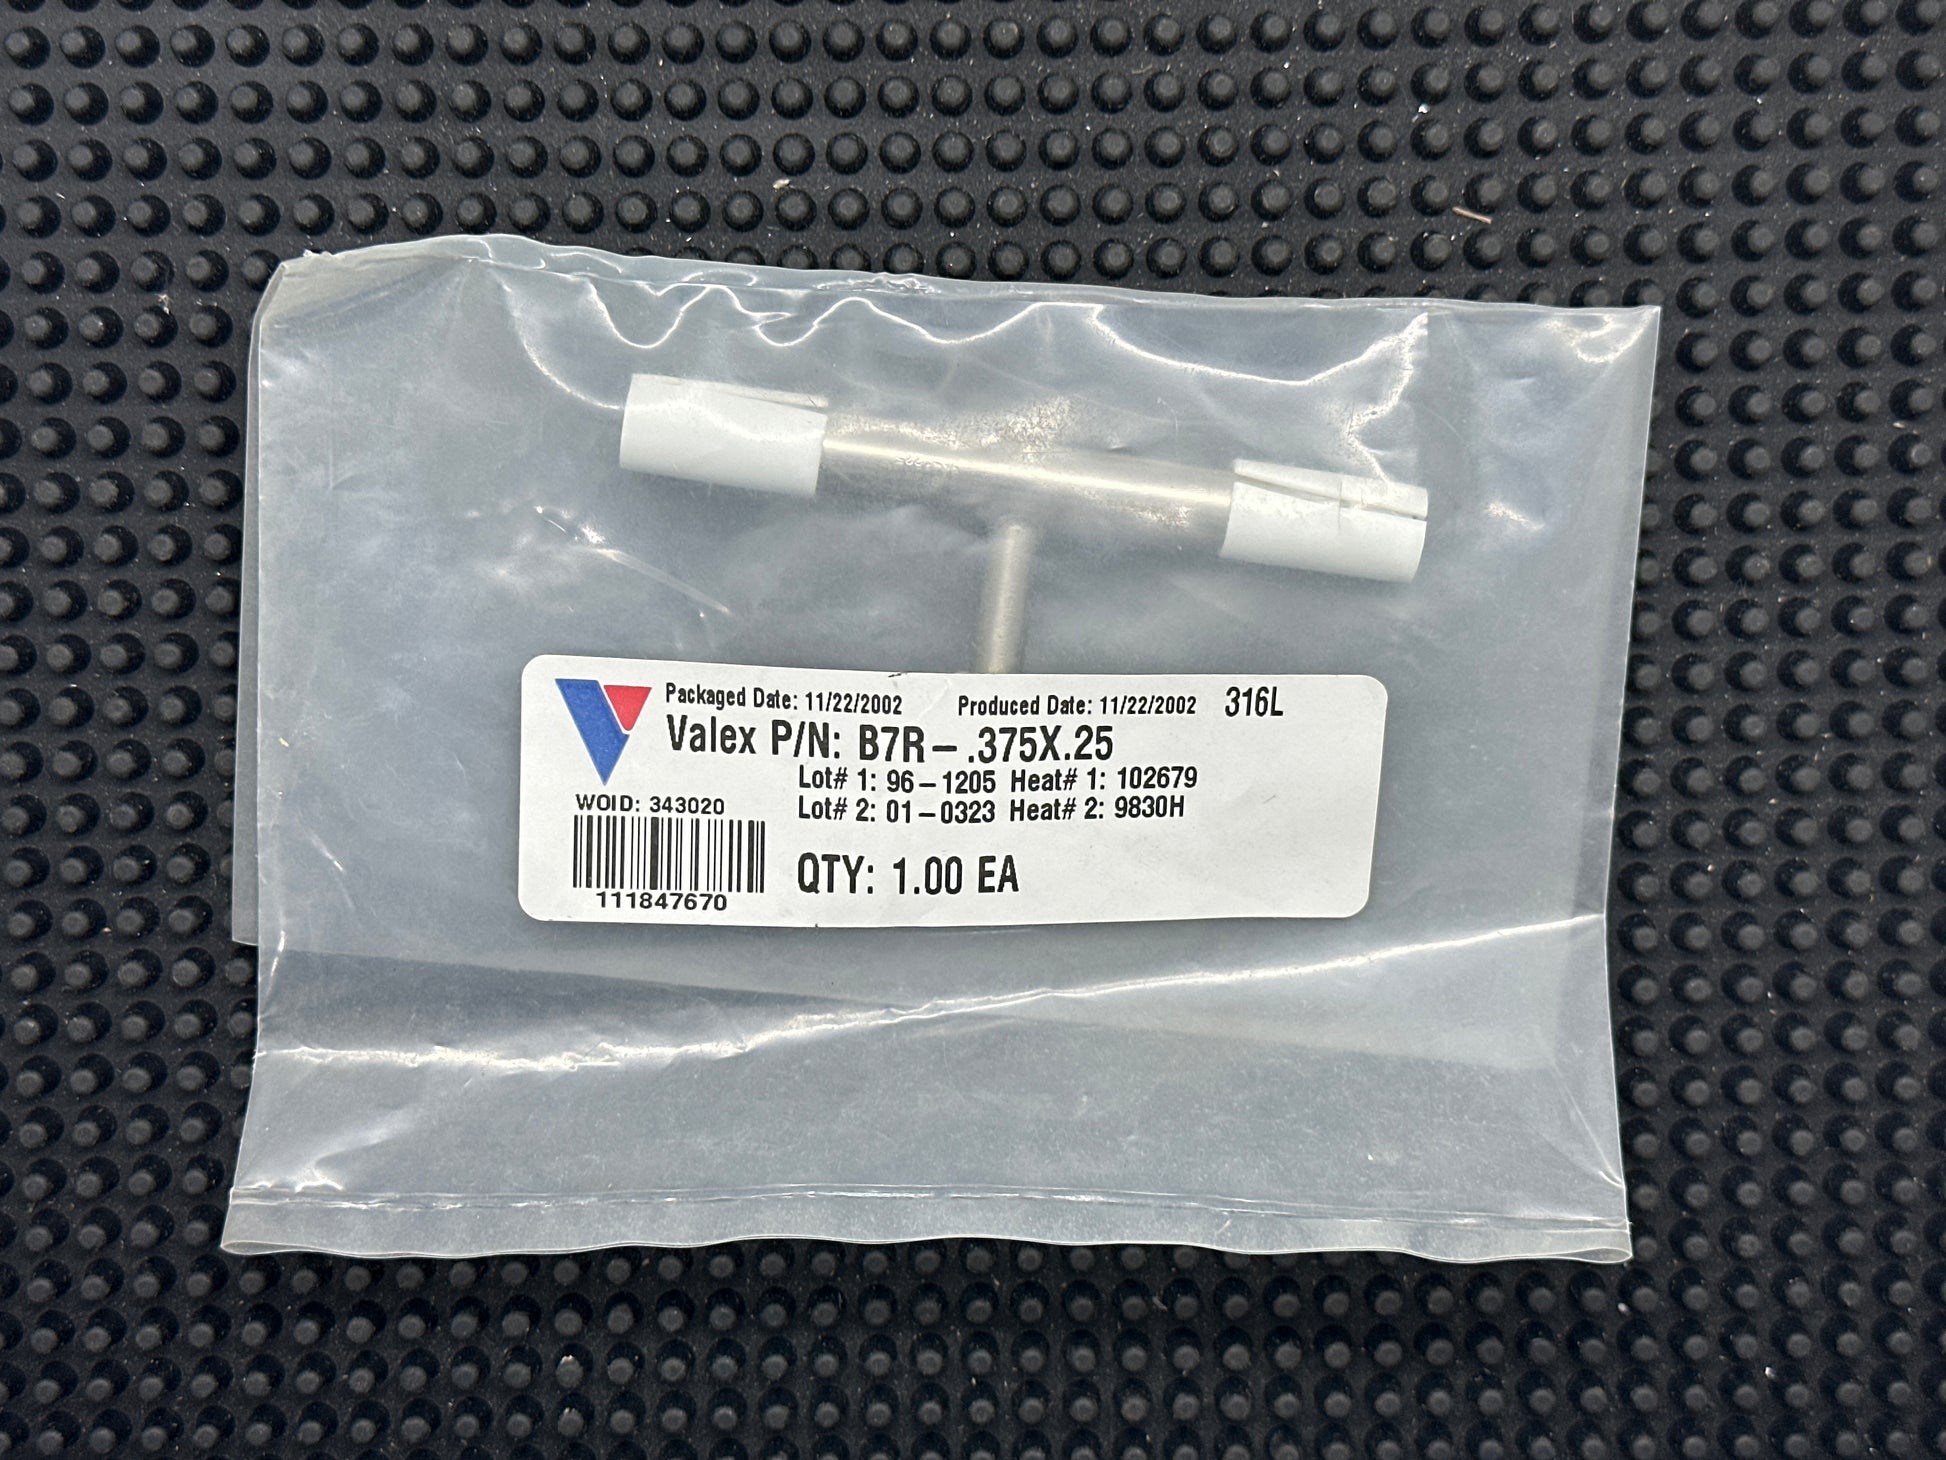 Packaged Date: 11/22/2002 Produced Date: 11/22/2002 316L
Valex P/N: B7R-.375X.25
Lot# 1: 96-1205 Heat# 1: 102679
Lot# 2: 01-0323 Heat# 2: 9830H
WOID: 343020
111847670
QTY: 1.00 EA